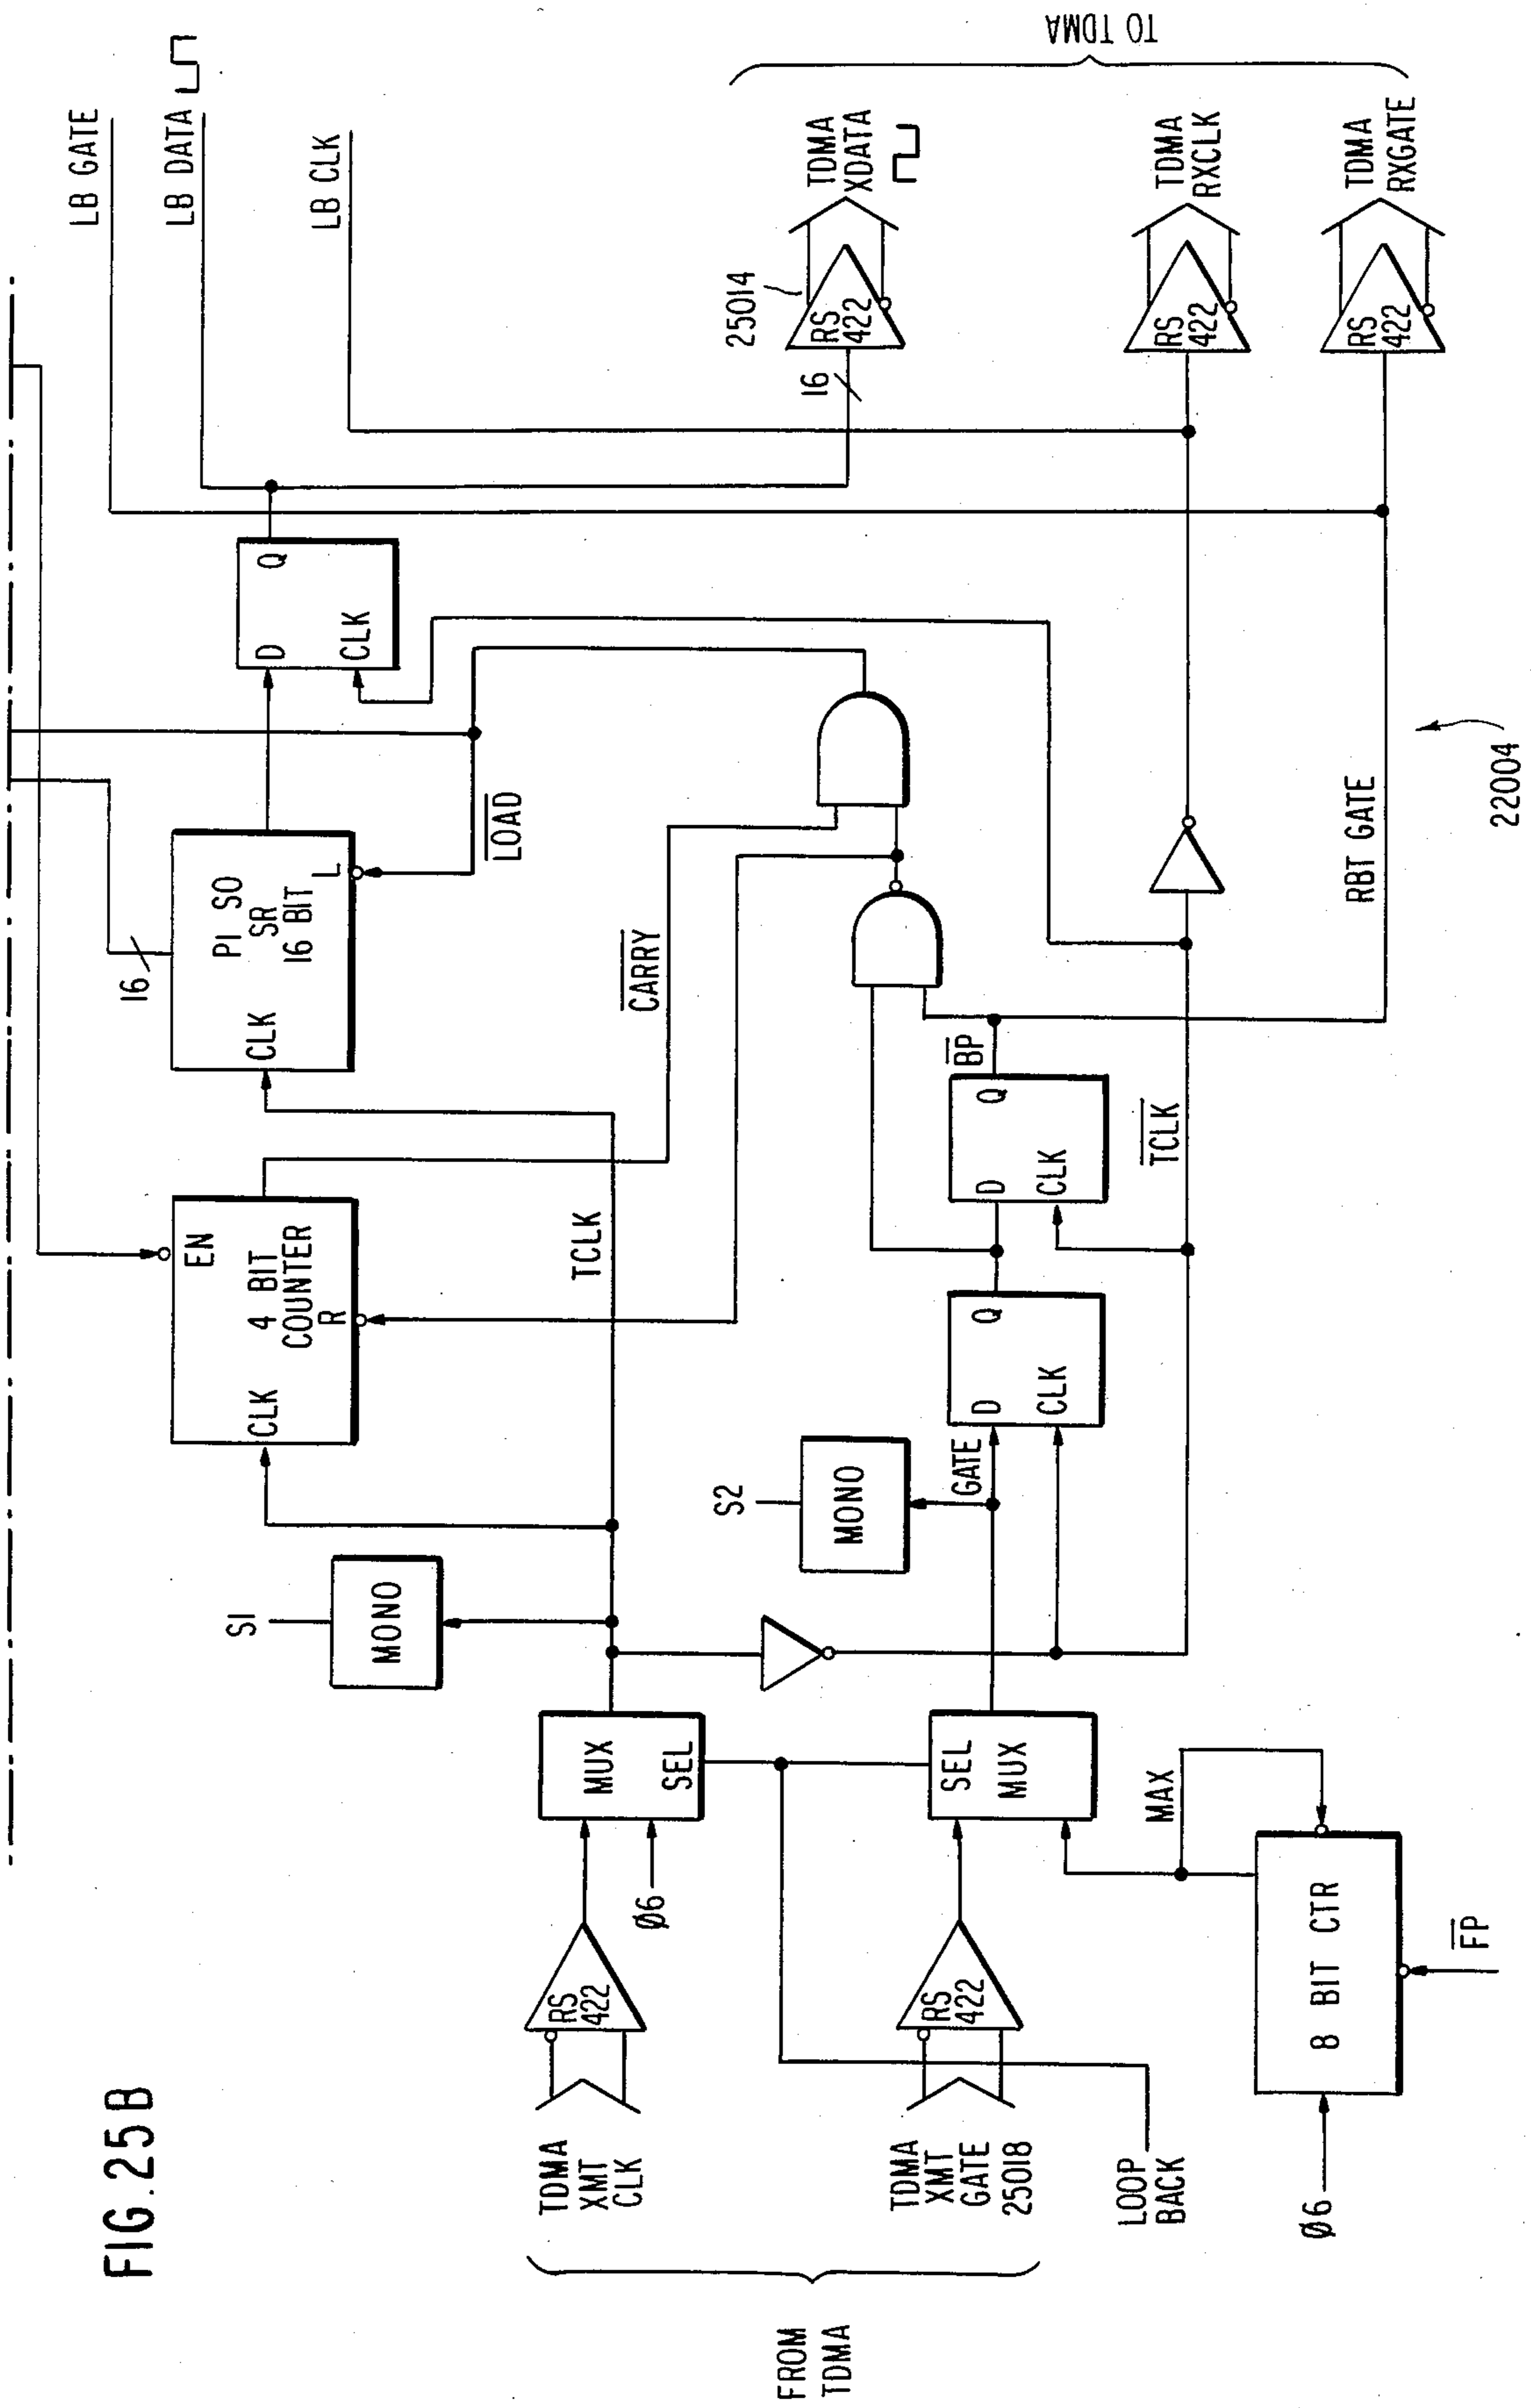 FIG. 25B
FROM
TDMA
TDMA
XMT
CLK
TDMA
XMT
GATE
25018
LOOP
BACK
Ø6
RS
422
RS
422
Ø6
8 BIT CTR
FP
MAX
MUX
SEL
SEL
MUX
S1
MONO
S2
MONO
GATE
TCLK
CLK
4 BIT
COUNTER
EN
R
D
Q
CLK
D
Q
CLK
BP
TCLK
CARRY
16
CLK
PI SO
SR
16 BIT
L
LOAD
D
Q
CLK
RBT GATE
22004
16
25014
RS
422
RS
422
RS
422
LB GATE
LB DATA
LB CLK
TDMA
XDATA
TDMA
RXCLK
TDMA
RXGATE
TO TDMA